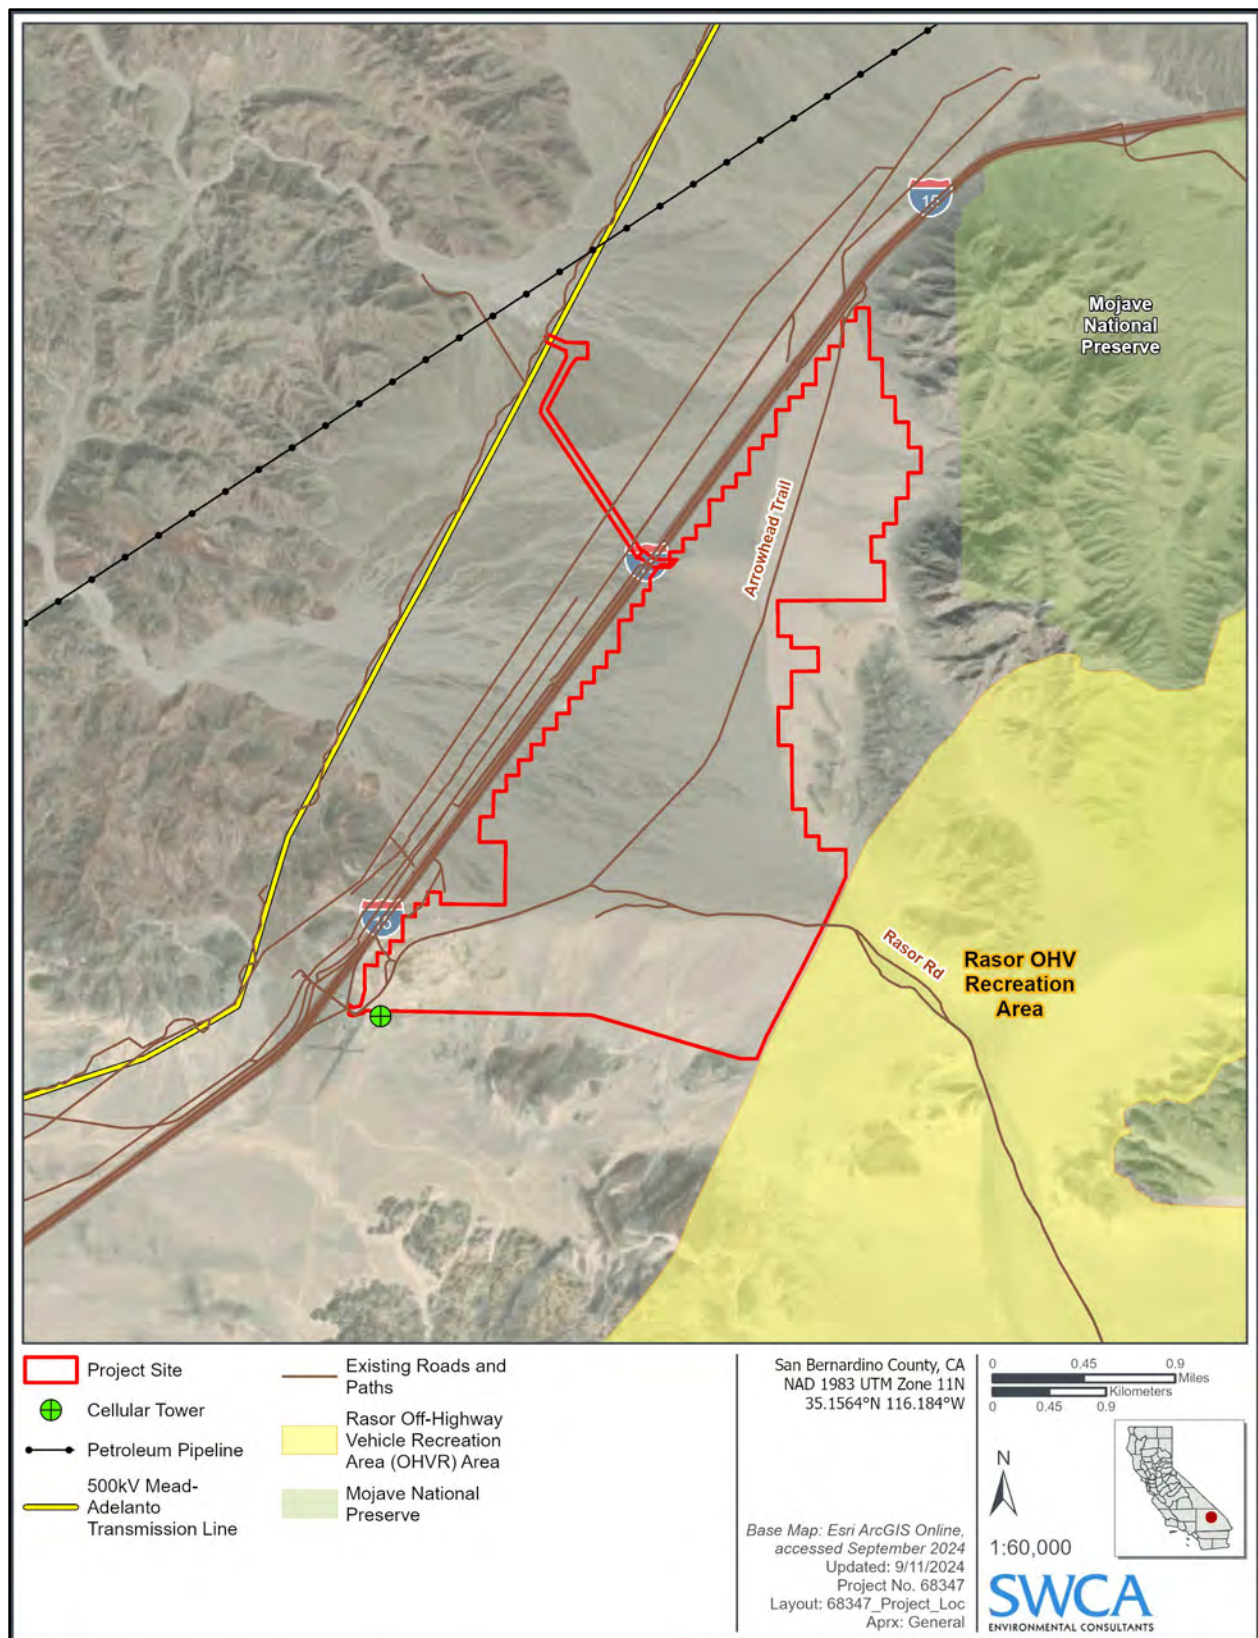 15
Mojave
National
Preserve
Arrowhead Trail
15
Rasor Rd
Rasor OHV
Recreation
Area
Project Site
Cellular Tower
Petroleum Pipeline
500kV Mead-
Adelanto
Transmission Line
Existing Roads and
Paths
Rasor Off-Highway
Vehicle Recreation
Area (OHVR) Area
Mojave National
Preserve
San Bernardino County, CA
NAD 1983 UTM Zone 11N
35.1564°N 116.184°W
Base Map: Esri ArcGIS Online,
accessed September 2024
Updated: 9/11/2024
Project No. 68347
Layout: 68347_Project_Loc
Aprx: General
0 0.45 0.9
Miles
Kilometers
0 0.45 0.9
N
1:60,000
SWCA
ENVIRONMENTAL CONSULTANTS